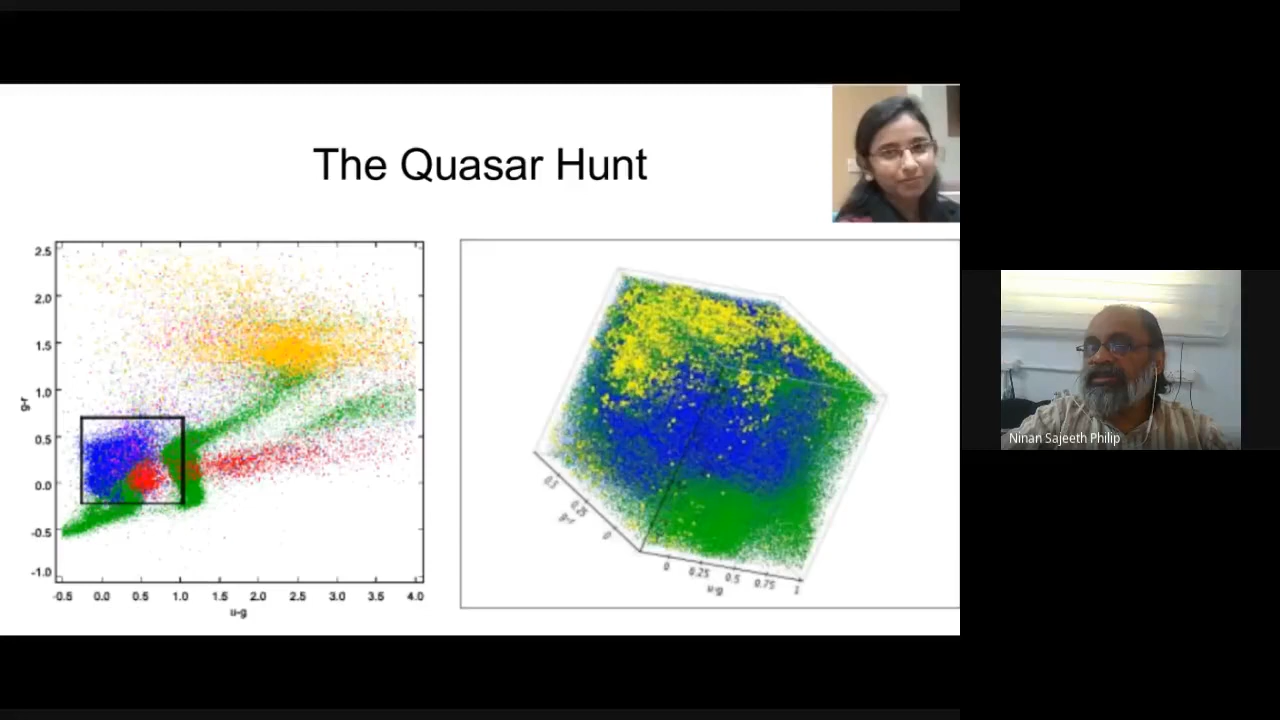 The Quasar Hunt
2.5
2.0
1.5
1.0
0.5
0.0
-0.5
-1.0
g-r
-0.5 0.0 0.5 1.0 1.5 2.0 2.5 3.0 3.5 4.0
u-g
0.5
0.25
0
g-r
0 0.25 0.5 0.75 1
u-g
Ninan Sajeeth Philip